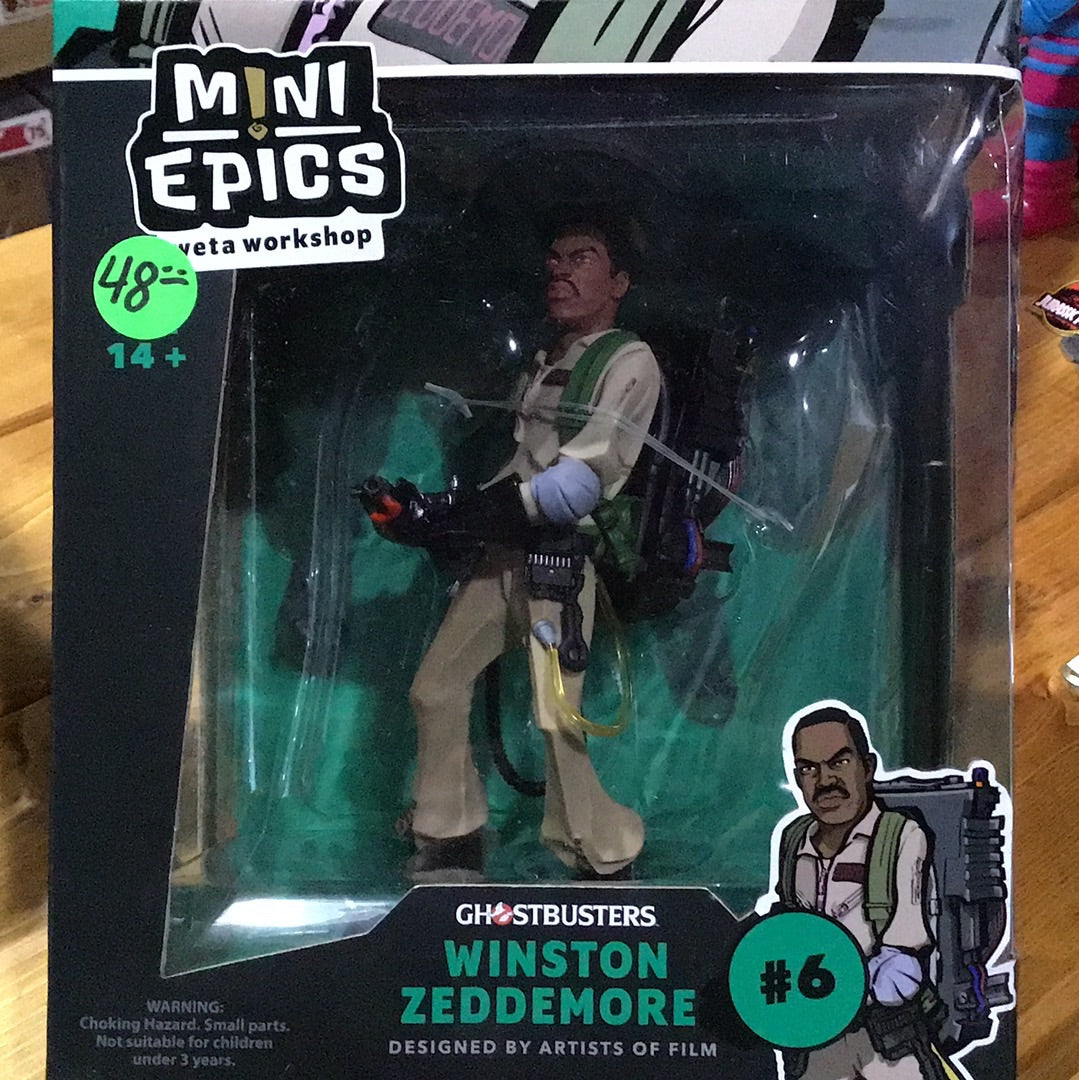 M!NI
EPICS
weta workshop
48=
14+
GHOSTBUSTERS
WINSTON
ZEDDEMORE
#6
DESIGNED BY ARTISTS OF FILM
WARNING:
Choking Hazard. Small parts.
Not suitable for children
under 3 years.